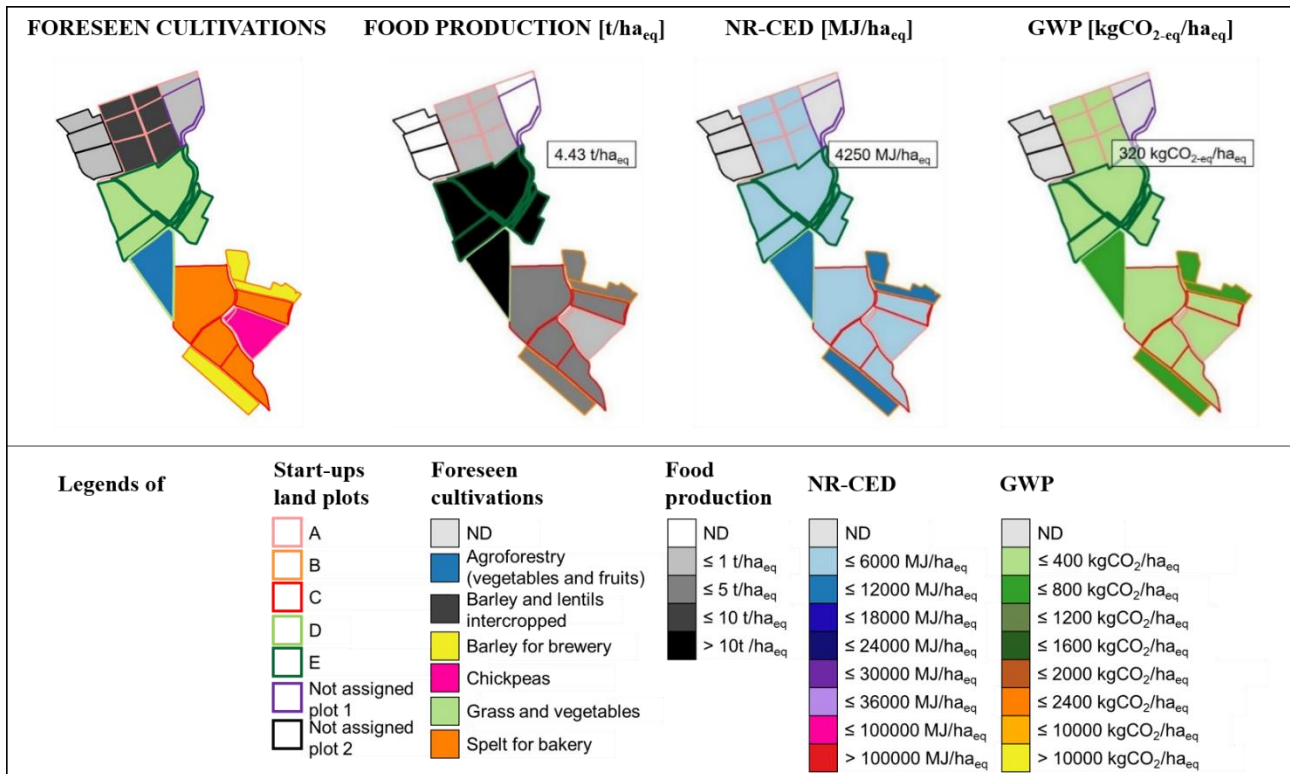 FORESEEN CULTIVATIONS
FOOD PRODUCTION [t/haeq]
NR-CED [MJ/haeq]
GWP [kgCO2-eq/haeq]
4.43 t/haeq
4250 MJ/haeq
320 kgCO2-eq/haeq
Legends of
Start-ups
land plots
A
B
C
D
E
Not assigned
plot 1
Not assigned
plot 2
Foreseen
cultivations
ND
Agroforestry
(vegetables and fruits)
Barley and lentils
intercropped
Barley for brewery
Chickpeas
Grass and vegetables
Spelt for bakery
Food
production
ND
≤ 1 t/haeq
≤ 5 t/haeq
≤ 10 t/haeq
> 10t /haeq
NR-CED
ND
≤ 6000 MJ/haeq
≤ 12000 MJ/haeq
≤ 18000 MJ/haeq
≤ 24000 MJ/haeq
≤ 30000 MJ/haeq
≤ 36000 MJ/haeq
≤ 100000 MJ/haeq
> 100000 MJ/haeq
GWP
ND
≤ 400 kgCO2/haeq
≤ 800 kgCO2/haeq
≤ 1200 kgCO2/haeq
≤ 1600 kgCO2/haeq
≤ 2000 kgCO2/haeq
≤ 2400 kgCO2/haeq
≤ 10000 kgCO2/haeq
> 10000 kgCO2/haeq